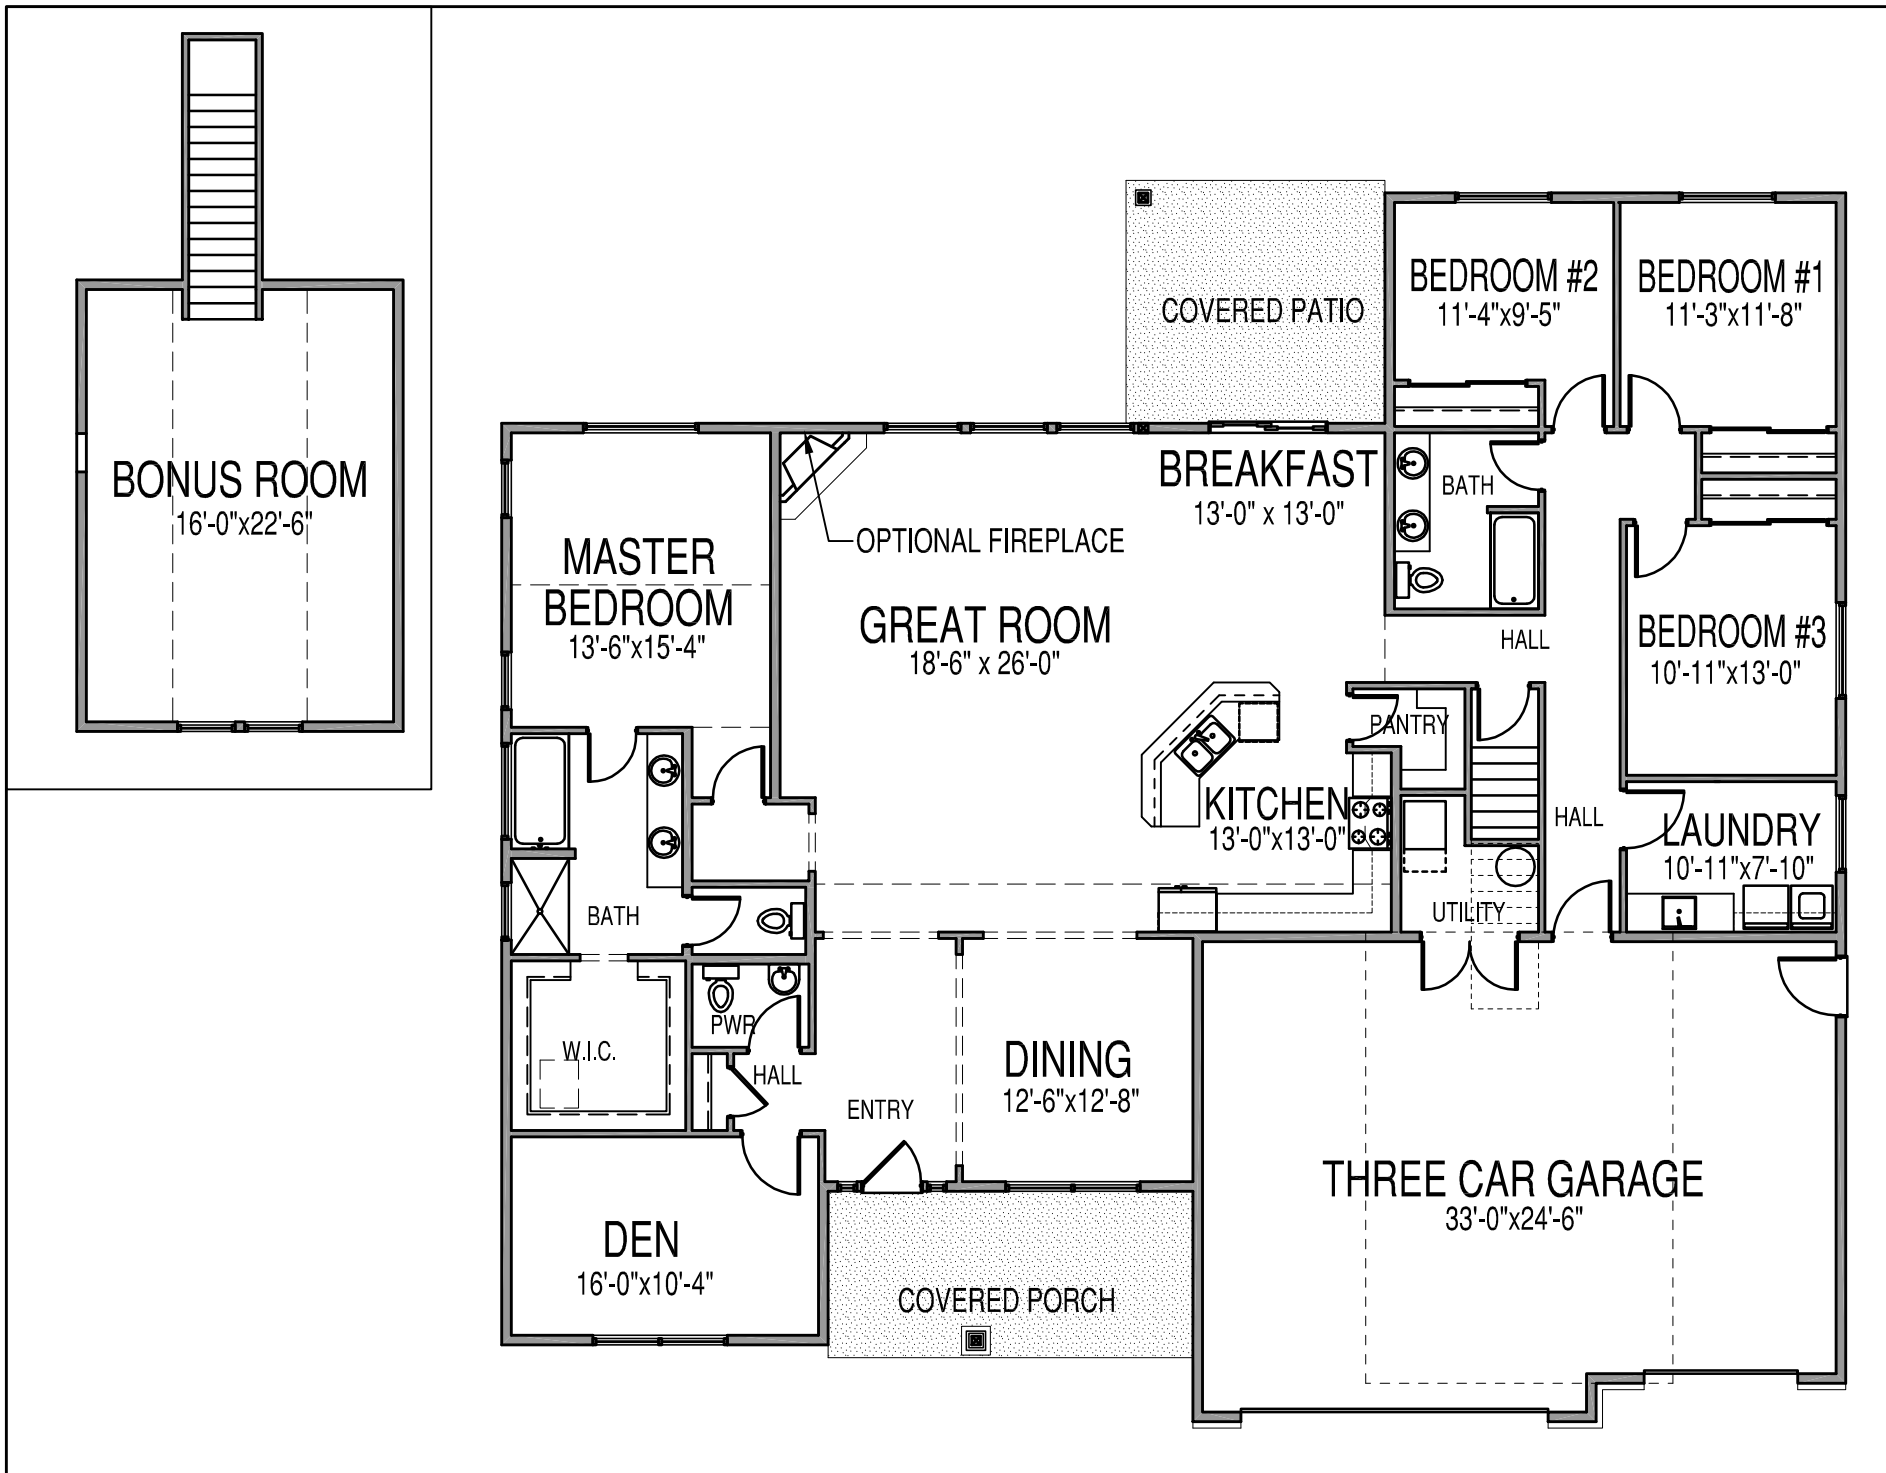 BONUS ROOM
16'-0"x22'-6"
COVERED PATIO
BEDROOM #2
11'-4"x9'-5"
BEDROOM #1
11'-3"x11'-8"
MASTER
BEDROOM
13'-6"x15'-4"
OPTIONAL FIREPLACE
BREAKFAST
13'-0" x 13'-0"
BATH
GREAT ROOM
18'-6" x 26'-0"
HALL
BEDROOM #3
10'-11"x13'-0"
PANTRY
KITCHEN
13'-0"x13'-0"
HALL
LAUNDRY
10'-11"x7'-10"
BATH
UTILITY
PWR
W.I.C.
HALL
ENTRY
DINING
12'-6"x12'-8"
THREE CAR GARAGE
33'-0"x24'-6"
DEN
16'-0"x10'-4"
COVERED PORCH